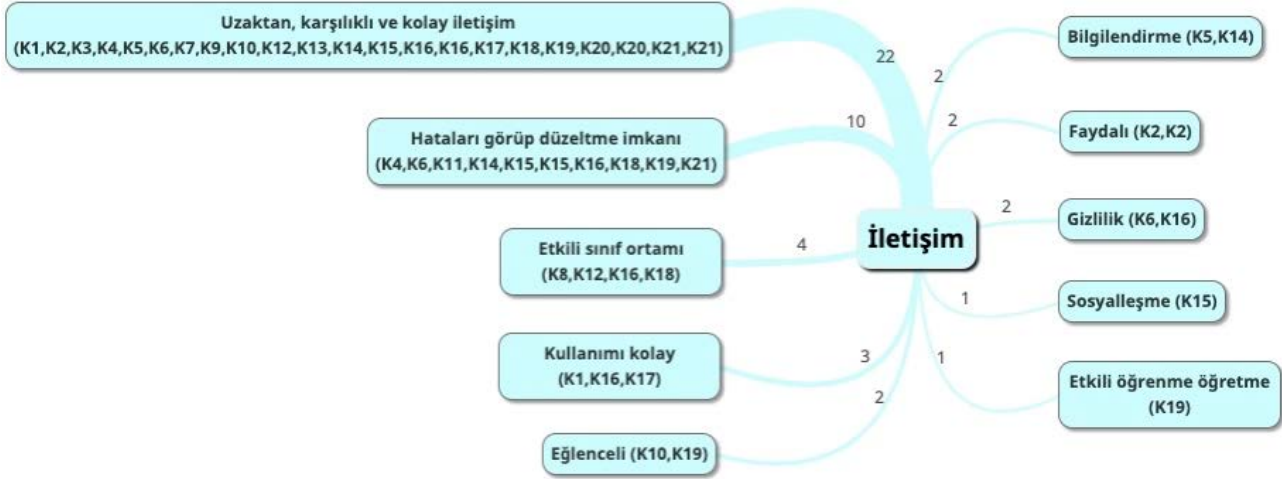 Uzaktan, karşılıklı ve kolay iletişim
(K1,K2,K3,K4,K5,K6,K7,K9,K10,K12,K13,K14,K15,K16,K16,K17,K18,K19,K20,K20,K21,K21)
22
Hataları görüp düzeltme imkanı
(K4,K6,K11,K14,K15,K15,K16,K18,K19,K21)
10
Etkili sınıf ortamı
(K8,K12,K16,K18)
4
Kullanımı kolay
(K1,K16,K17)
3
Eğlenceli (K10,K19)
2
İletişim
2
Bilgilendirme (K5,K14)
2
Faydalı (K2,K2)
2
Gizlilik (K6,K16)
1
Sosyalleşme (K15)
1
Etkili öğrenme öğretme
(K19)